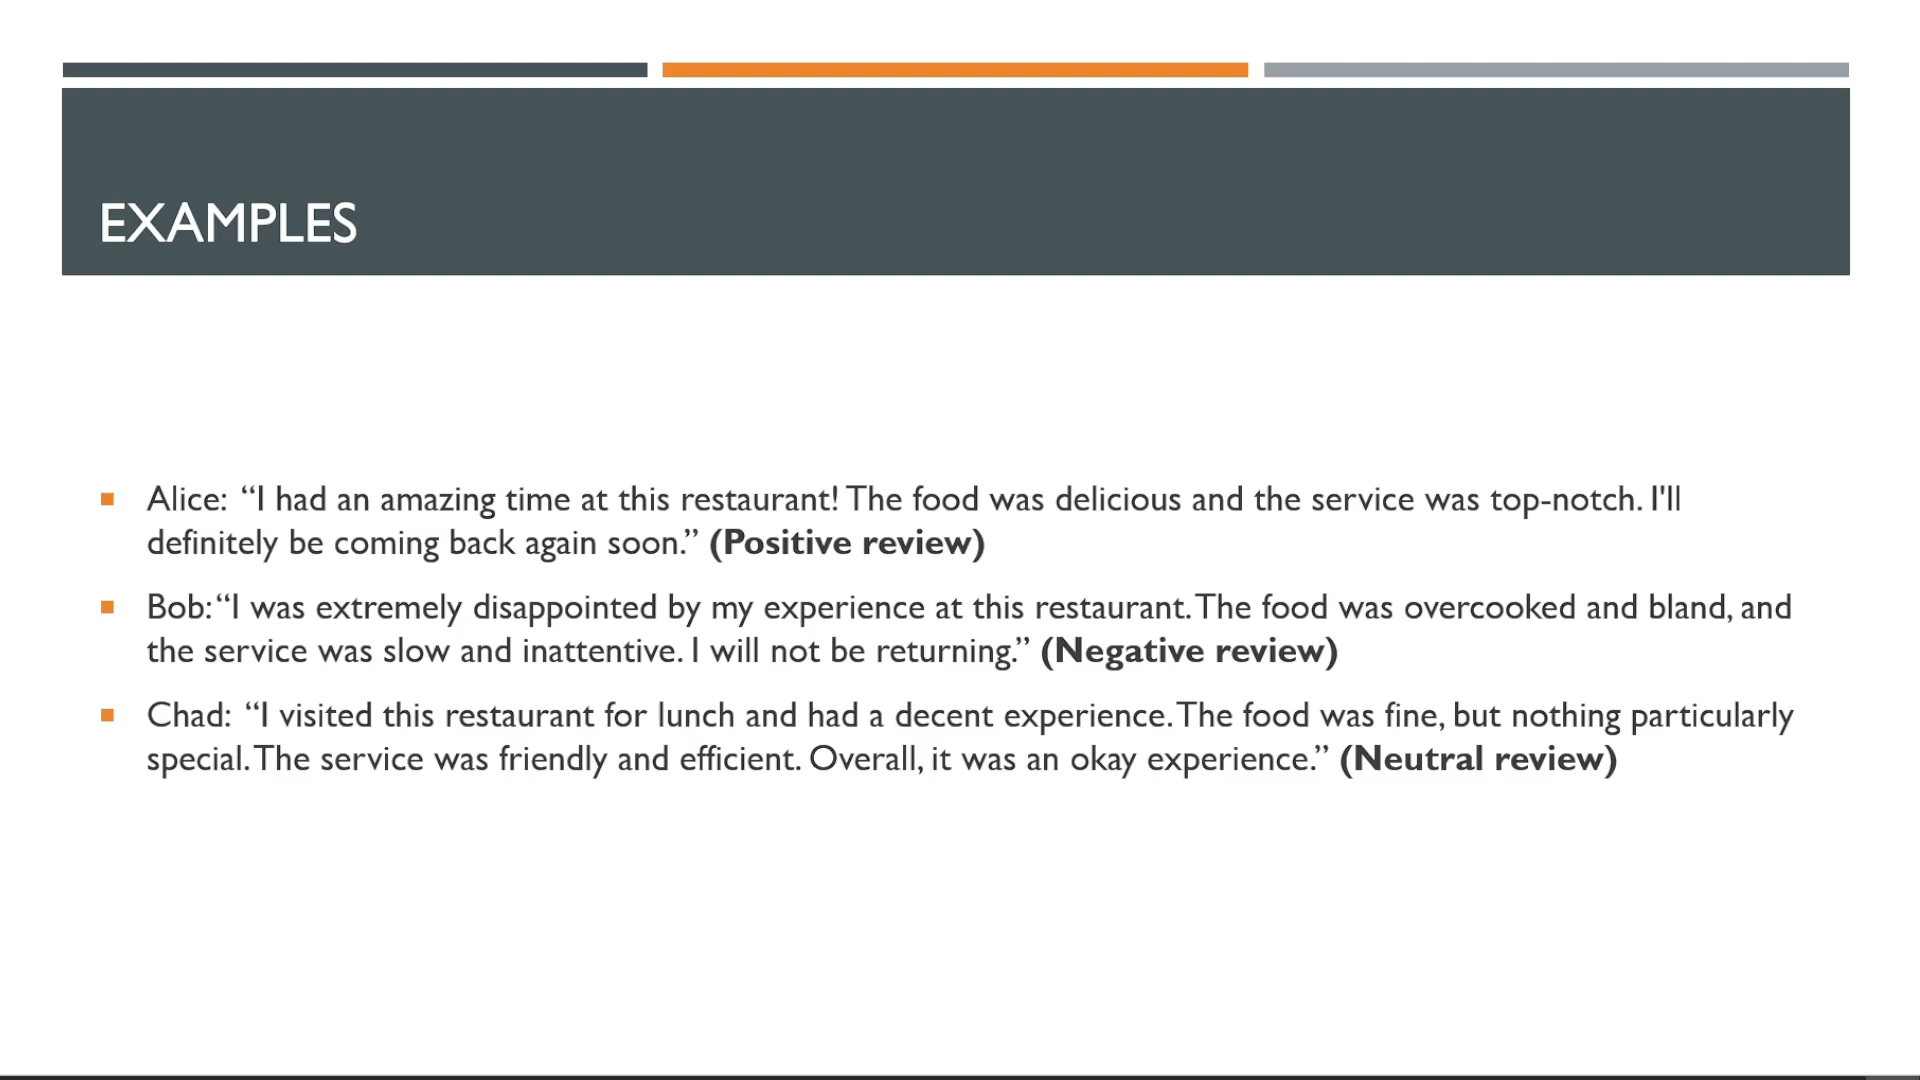 EXAMPLES
Alice: “I had an amazing time at this restaurant! The food was delicious and the service was top-notch. I'll
definitely be coming back again soon.” (Positive review)
Bob: “I was extremely disappointed by my experience at this restaurant. The food was overcooked and bland, and
the service was slow and inattentive. I will not be returning.” (Negative review)
Chad: “I visited this restaurant for lunch and had a decent experience. The food was fine, but nothing particularly
special. The service was friendly and efficient. Overall, it was an okay experience.” (Neutral review)